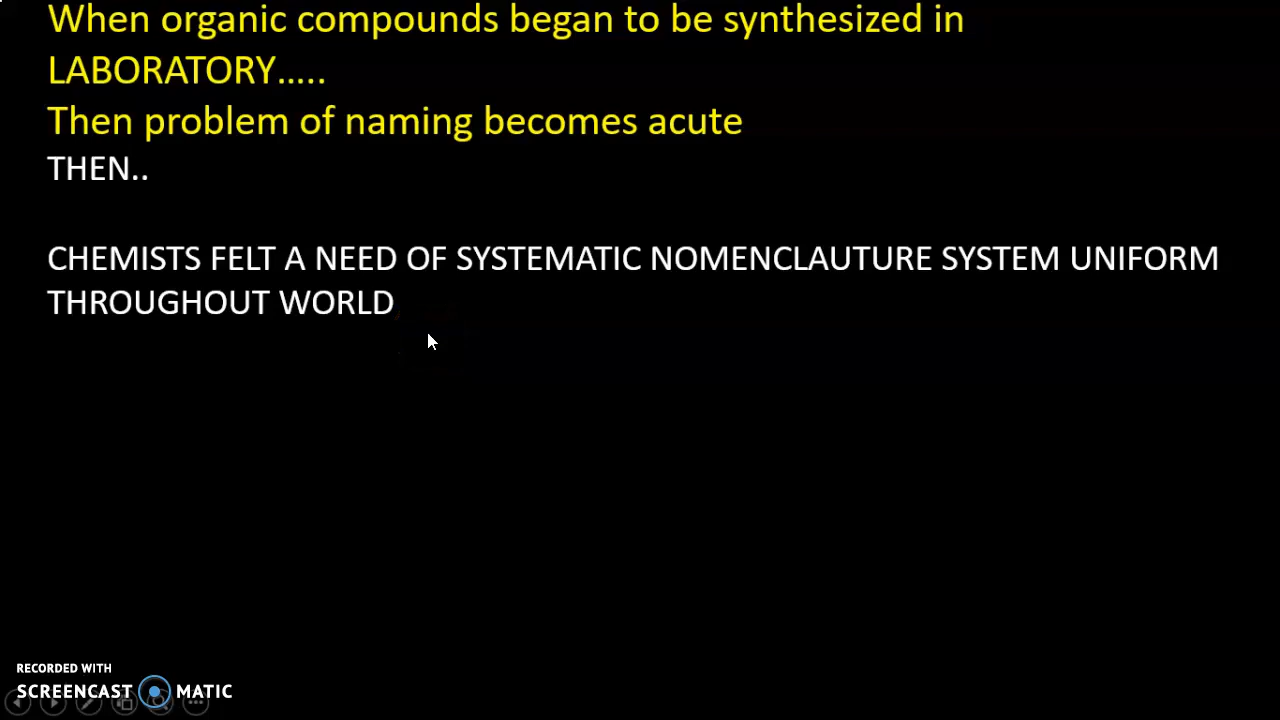 When organic compounds began to be synthesized in
LABORATORY.....
Then problem of naming becomes acute
THEN..
CHEMISTS FELT A NEED OF SYSTEMATIC NOMENCLAUTURE SYSTEM UNIFORM
THROUGHOUT WORLD
RECORDED WITH
SCREENCAST MATIC